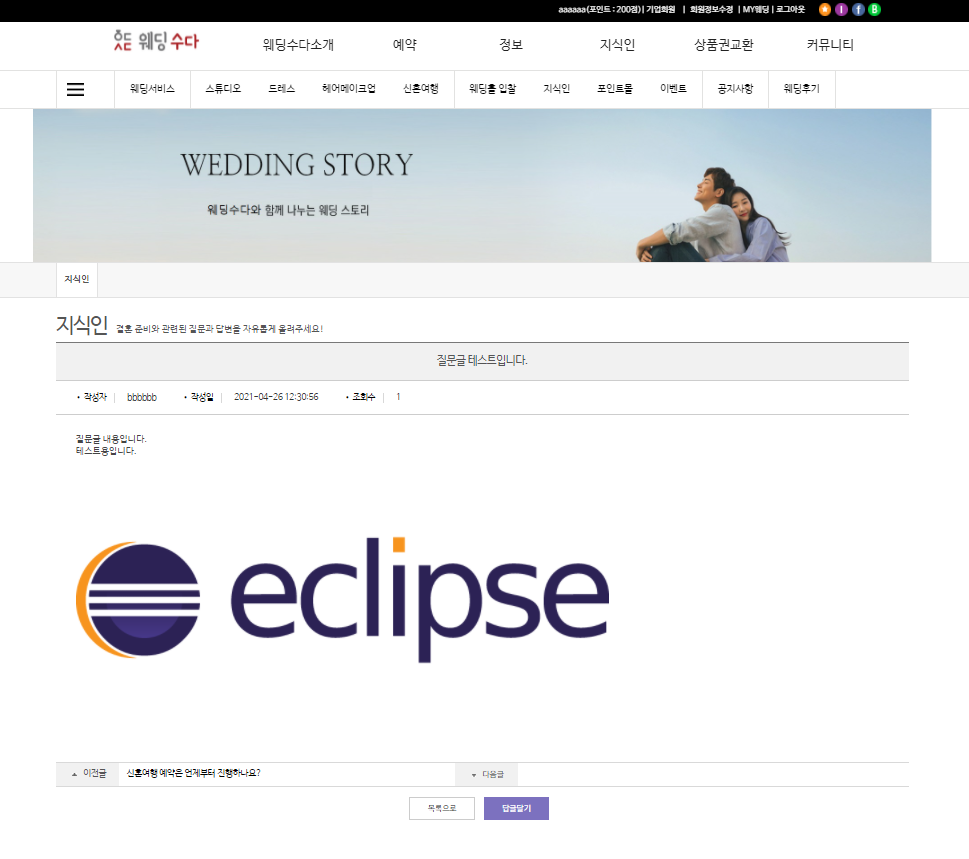 aaaaaa(포인트 : 200점) | 기업회원 | 회원정보수정 | MY웨딩 | 로그아웃
웨딩수다 웨딩수다소개 예약 정보 지식인 상품권교환 커뮤니티
웨딩서비스 스튜디오 드레스 헤어메이크업 신혼여행 웨딩홀 입찰 지식인 포인트몰 이벤트 공지사항 웨딩후기
WEDDING STORY
웨딩수다와 함께 나누는 웨딩 스토리
지식인
지식인 결혼 준비와 관련된 질문과 답변을 자유롭게 올려주세요!
질문글 테스트입니다.
• 작성자 | bbbbbb • 작성일 | 2021-04-26 12:30:56 • 조회수 | 1
질문글 내용입니다.
테스트용입니다.
eclipse
▲ 이전글 신혼여행 예약은 언제부터 진행하나요? ▼ 다음글
목록으로 답글달기